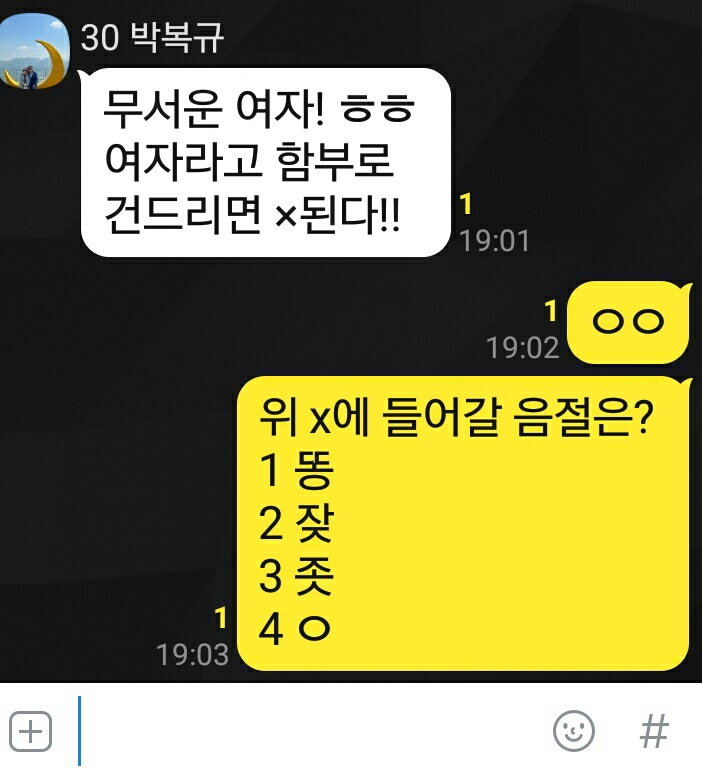 30 박복규
무서운 여자! ㅎㅎ
여자라고 함부로
건드리면 ×된다!!
1
19:01
1
19:02
ㅇㅇ
위 x에 들어갈 음절은?
1 똥
2 잦
3 좃
4 ㅇ
1
19:03
#